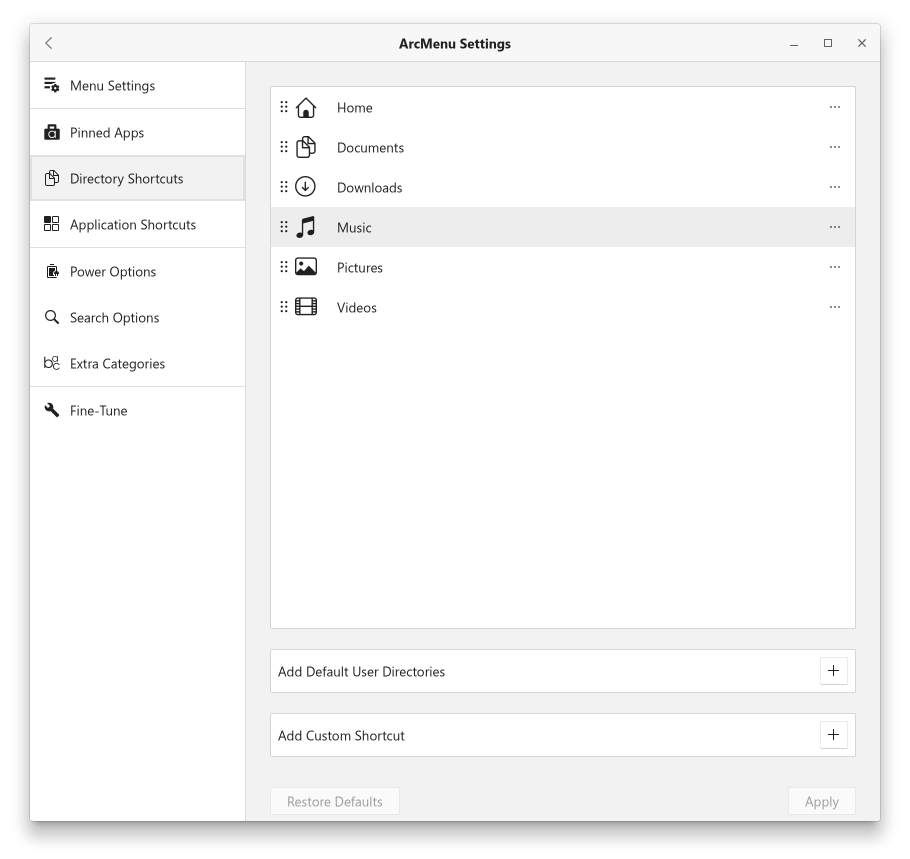 ArcMenu Settings
Menu Settings
Pinned Apps
Directory Shortcuts
Application Shortcuts
Power Options
Search Options
Extra Categories
Fine-Tune
Home
Documents
Downloads
Music
Pictures
Videos
Add Default User Directories
Add Custom Shortcut
Restore Defaults
Apply